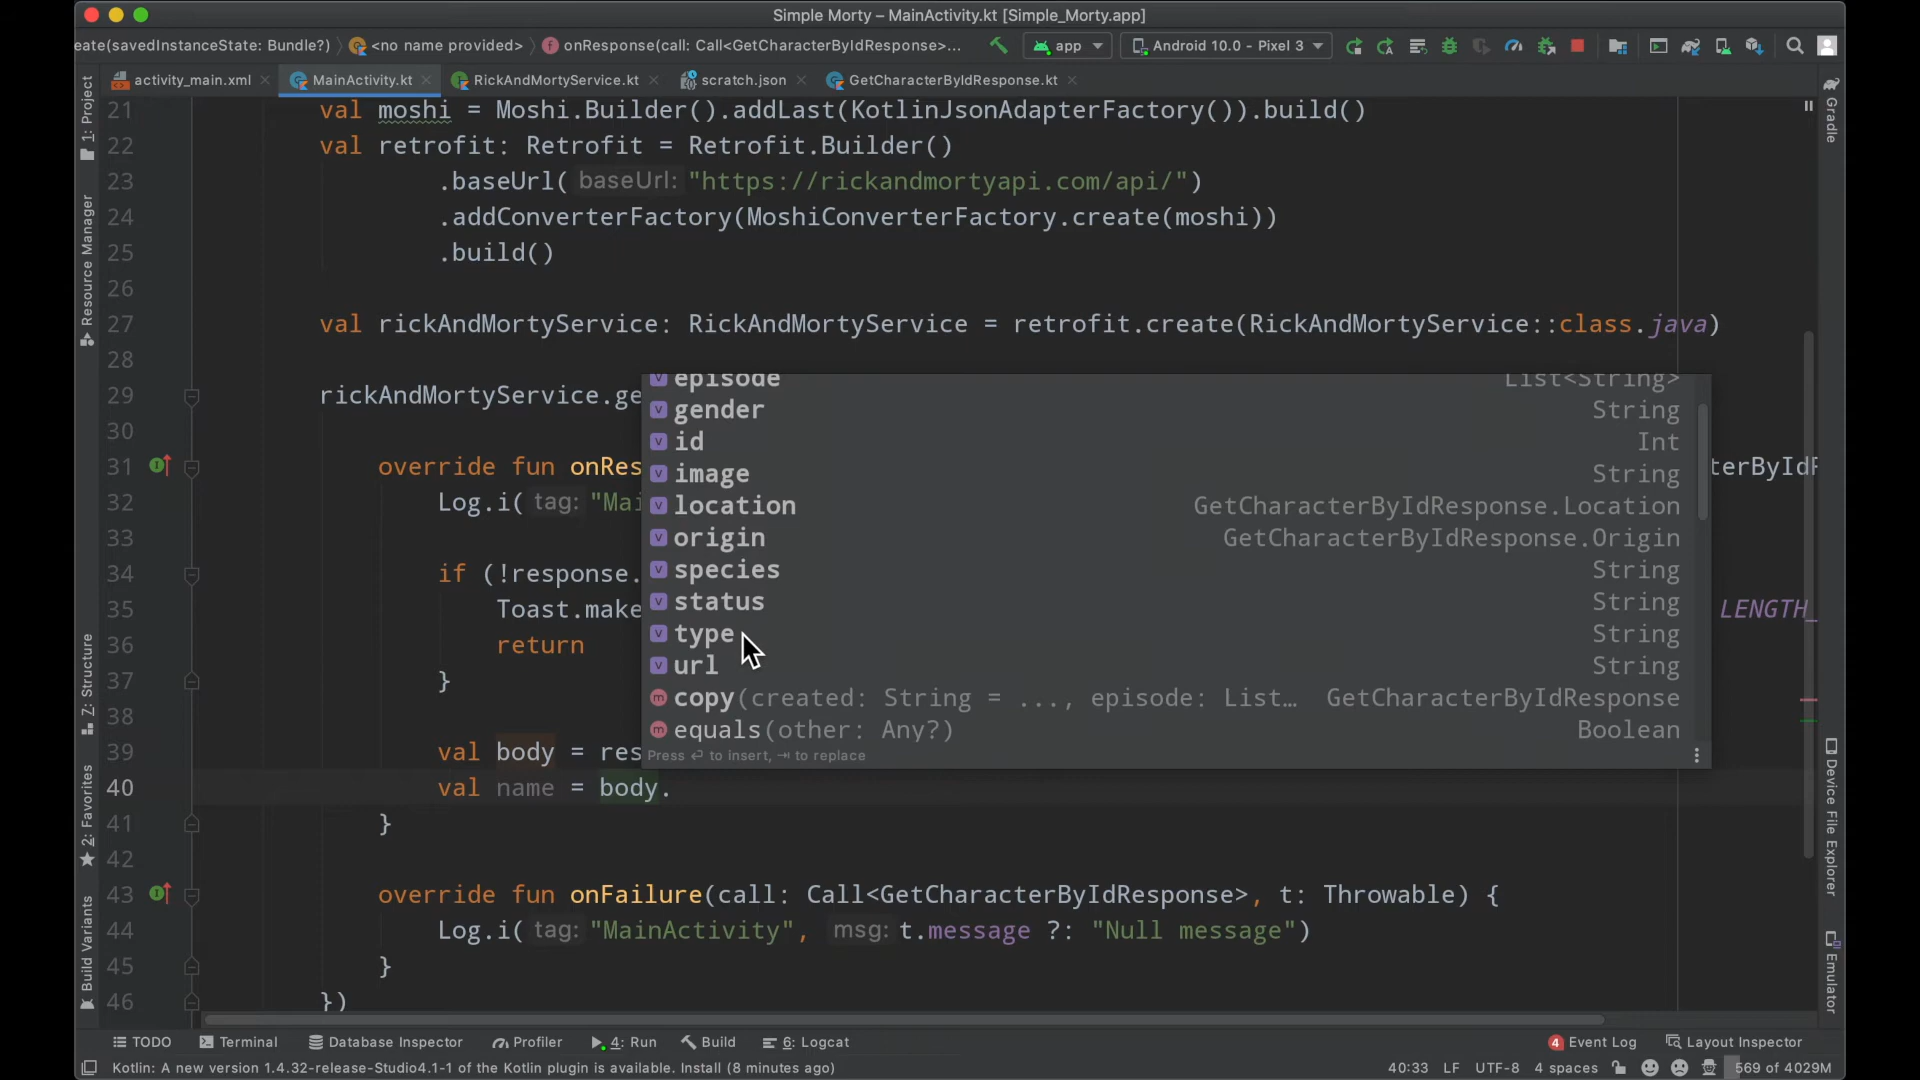 Simple Morty – MainActivity.kt [Simple_Morty.app]
eate(savedInstanceState: Bundle?) <no name provided> onResponse(call: Call<GetCharacterByIdResponse>... app Android 10.0 - Pixel 3
activity_main.xml MainActivity.kt RickAndMortyService.kt scratch.json GetCharacterByIdResponse.kt
1: Project
Resource Manager
Z: Structure
2: Favorites
Build Variants
21 val moshi = Moshi.Builder().addLast(KotlinJsonAdapterFactory()).build()
22 val retrofit: Retrofit = Retrofit.Builder()
23 .baseUrl( baseUrl: "https://rickandmortyapi.com/api/")
24 .addConverterFactory(MoshiConverterFactory.create(moshi))
25 .build()
26
27 val rickAndMortyService: RickAndMortyService = retrofit.create(RickAndMortyService::class.java)
28
29 rickAndMortyService.ge
30
31 override fun onRes terByIdR
32 Log.i( tag: "Mai
33
34 if (!response.
35 Toast.make LENGTH_
36 return
37 }
38
39 val body = res
40 val name = body.
41 }
42
43 override fun onFailure(call: Call<GetCharacterByIdResponse>, t: Throwable) {
44 Log.i( tag: "MainActivity", msg: t.message ?: "Null message")
45 }
46 })
episode List<String>
gender String
id Int
image String
location GetCharacterByIdResponse.Location
origin GetCharacterByIdResponse.Origin
species String
status String
type String
url String
copy(created: String = ..., episode: List… GetCharacterByIdResponse
equals(other: Any?) Boolean
Press ↵ to insert, ⇥ to replace
Gradle
Device File Explorer
Emulator
TODO Terminal Database Inspector Profiler 4: Run Build 6: Logcat 4 Event Log Layout Inspector
Kotlin: A new version 1.4.32-release-Studio4.1-1 of the Kotlin plugin is available. Install (8 minutes ago) 40:33 LF UTF-8 4 spaces 569 of 4029M